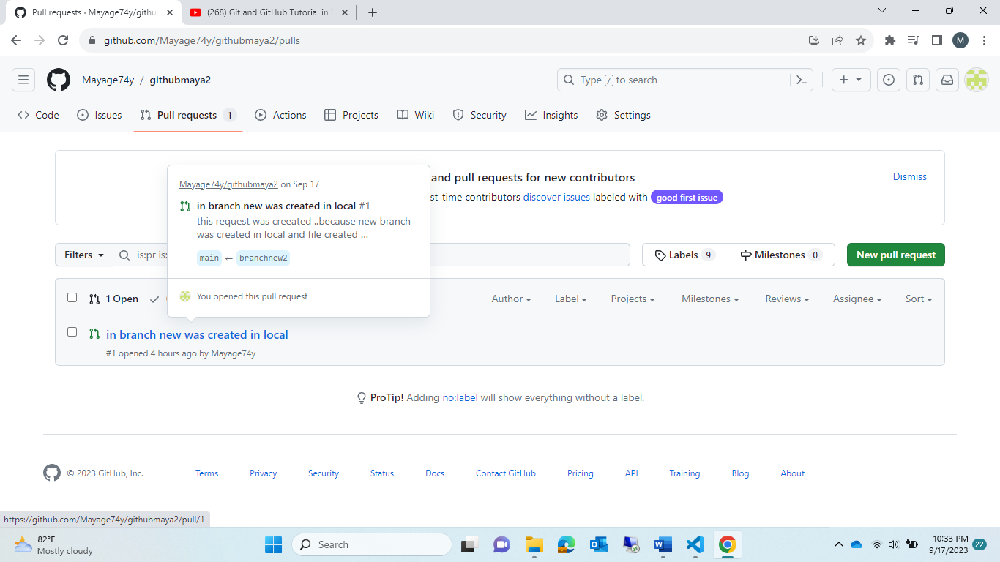 Pull requests · Mayage74y/githu
(268) Git and GitHub Tutorial in
github.com/Mayage74y/githubmaya2/pulls
M
Mayage74y / githubmaya2
Type / to search
Code
Issues
Pull requests 1
Actions
Projects
Wiki
Security
Insights
Settings
and pull requests for new contributors
Dismiss
st-time contributors discover issues labeled with good first issue
Mayage74y/githubmaya2 on Sep 17
in branch new was created in local #1
this request was creeated ..because new branch
was created in local and file created ...
main ← branchnew2
You opened this pull request
Filters
is:pr is:
Labels 9
Milestones 0
New pull request
1 Open
Author
Label
Projects
Milestones
Reviews
Assignee
Sort
in branch new was created in local
#1 opened 4 hours ago by Mayage74y
ProTip! Adding no:label will show everything without a label.
© 2023 GitHub, Inc.
Terms
Privacy
Security
Status
Docs
Contact GitHub
Pricing
API
Training
Blog
About
https://github.com/Mayage74y/githubmaya2/pull/1
82°F
Mostly cloudy
Search
10:33 PM
9/17/2023
22